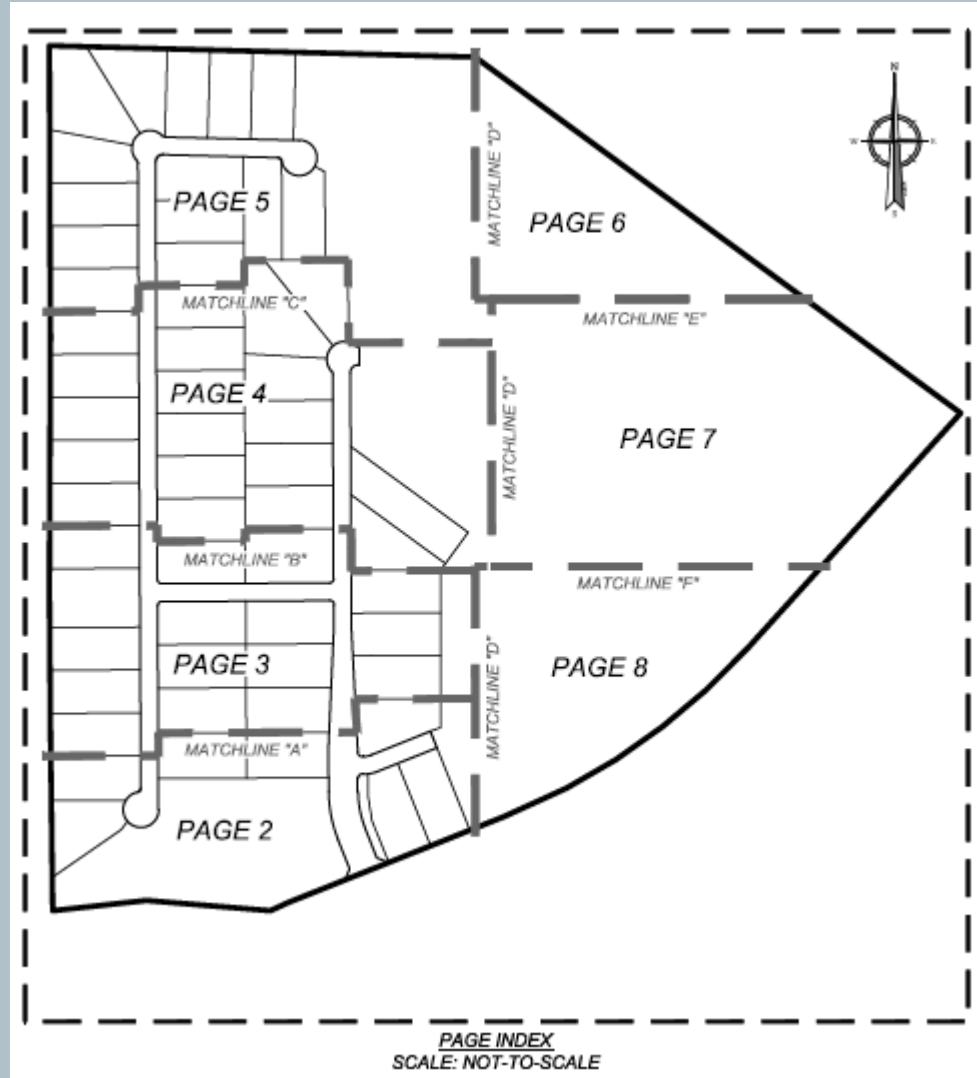 N
W
E
S
MATCHLINE "D"
PAGE 5
PAGE 6
MATCHLINE "C"
MATCHLINE "E"
PAGE 4
MATCHLINE "D"
PAGE 7
MATCHLINE "B"
MATCHLINE "F"
PAGE 3
MATCHLINE "D"
PAGE 8
MATCHLINE "A"
PAGE 2
PAGE INDEX
SCALE: NOT-TO-SCALE